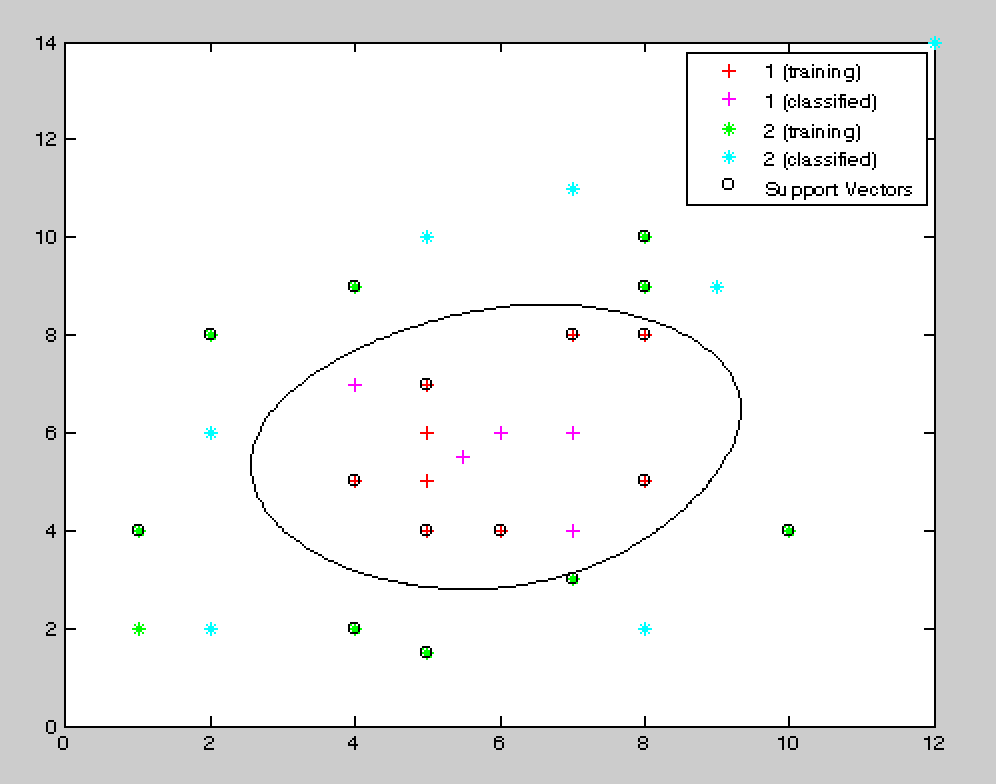 14
12
10
8
6
4
2
0
0 2 4 6 8 10 12
1 (training)
1 (classified)
2 (training)
2 (classified)
Support Vectors